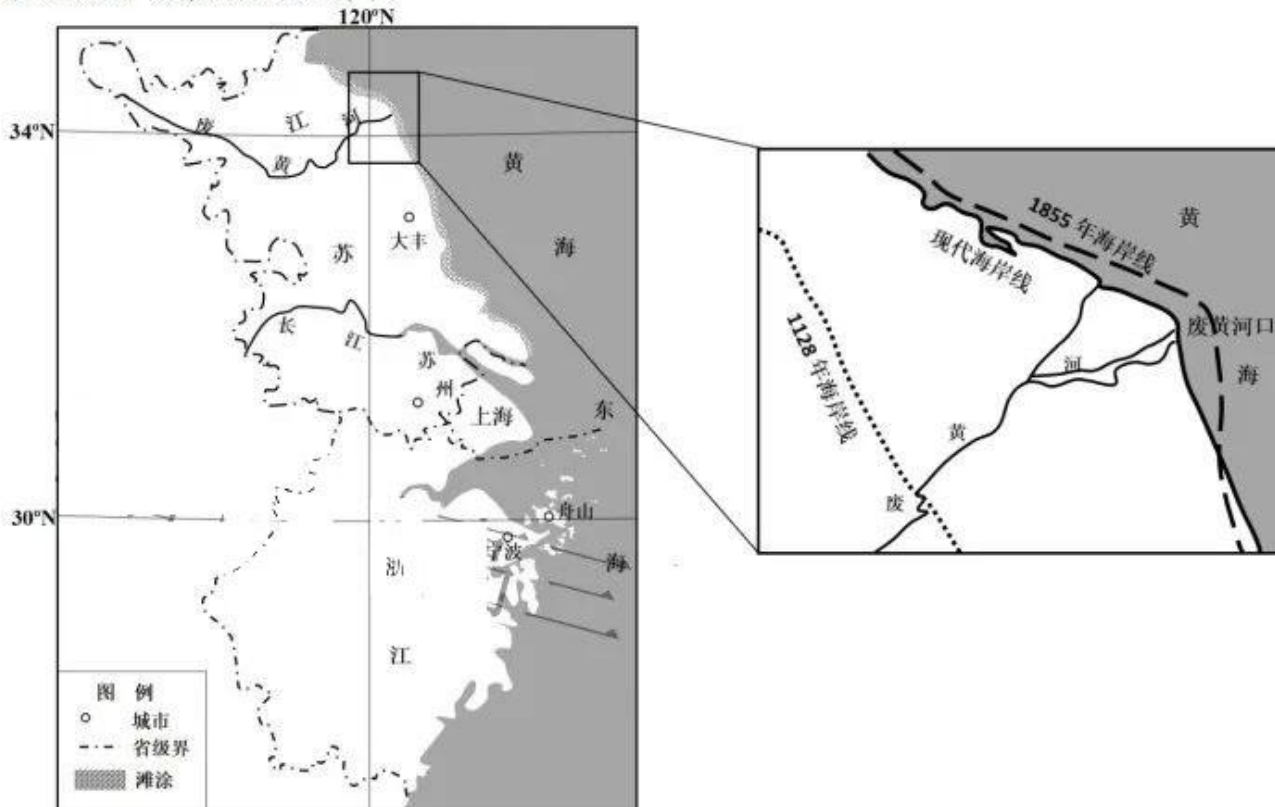 120°N
34°N
废
黄
河
江
苏
大丰
黄
海
长
江
苏
州
上海
东
海
30°N
舟山
宁波
浙
江
图 例
城市
省级界
滩涂
1855 年海岸线
现代海岸线
1128 年海岸线
黄
海
废黄河口
废
黄
河